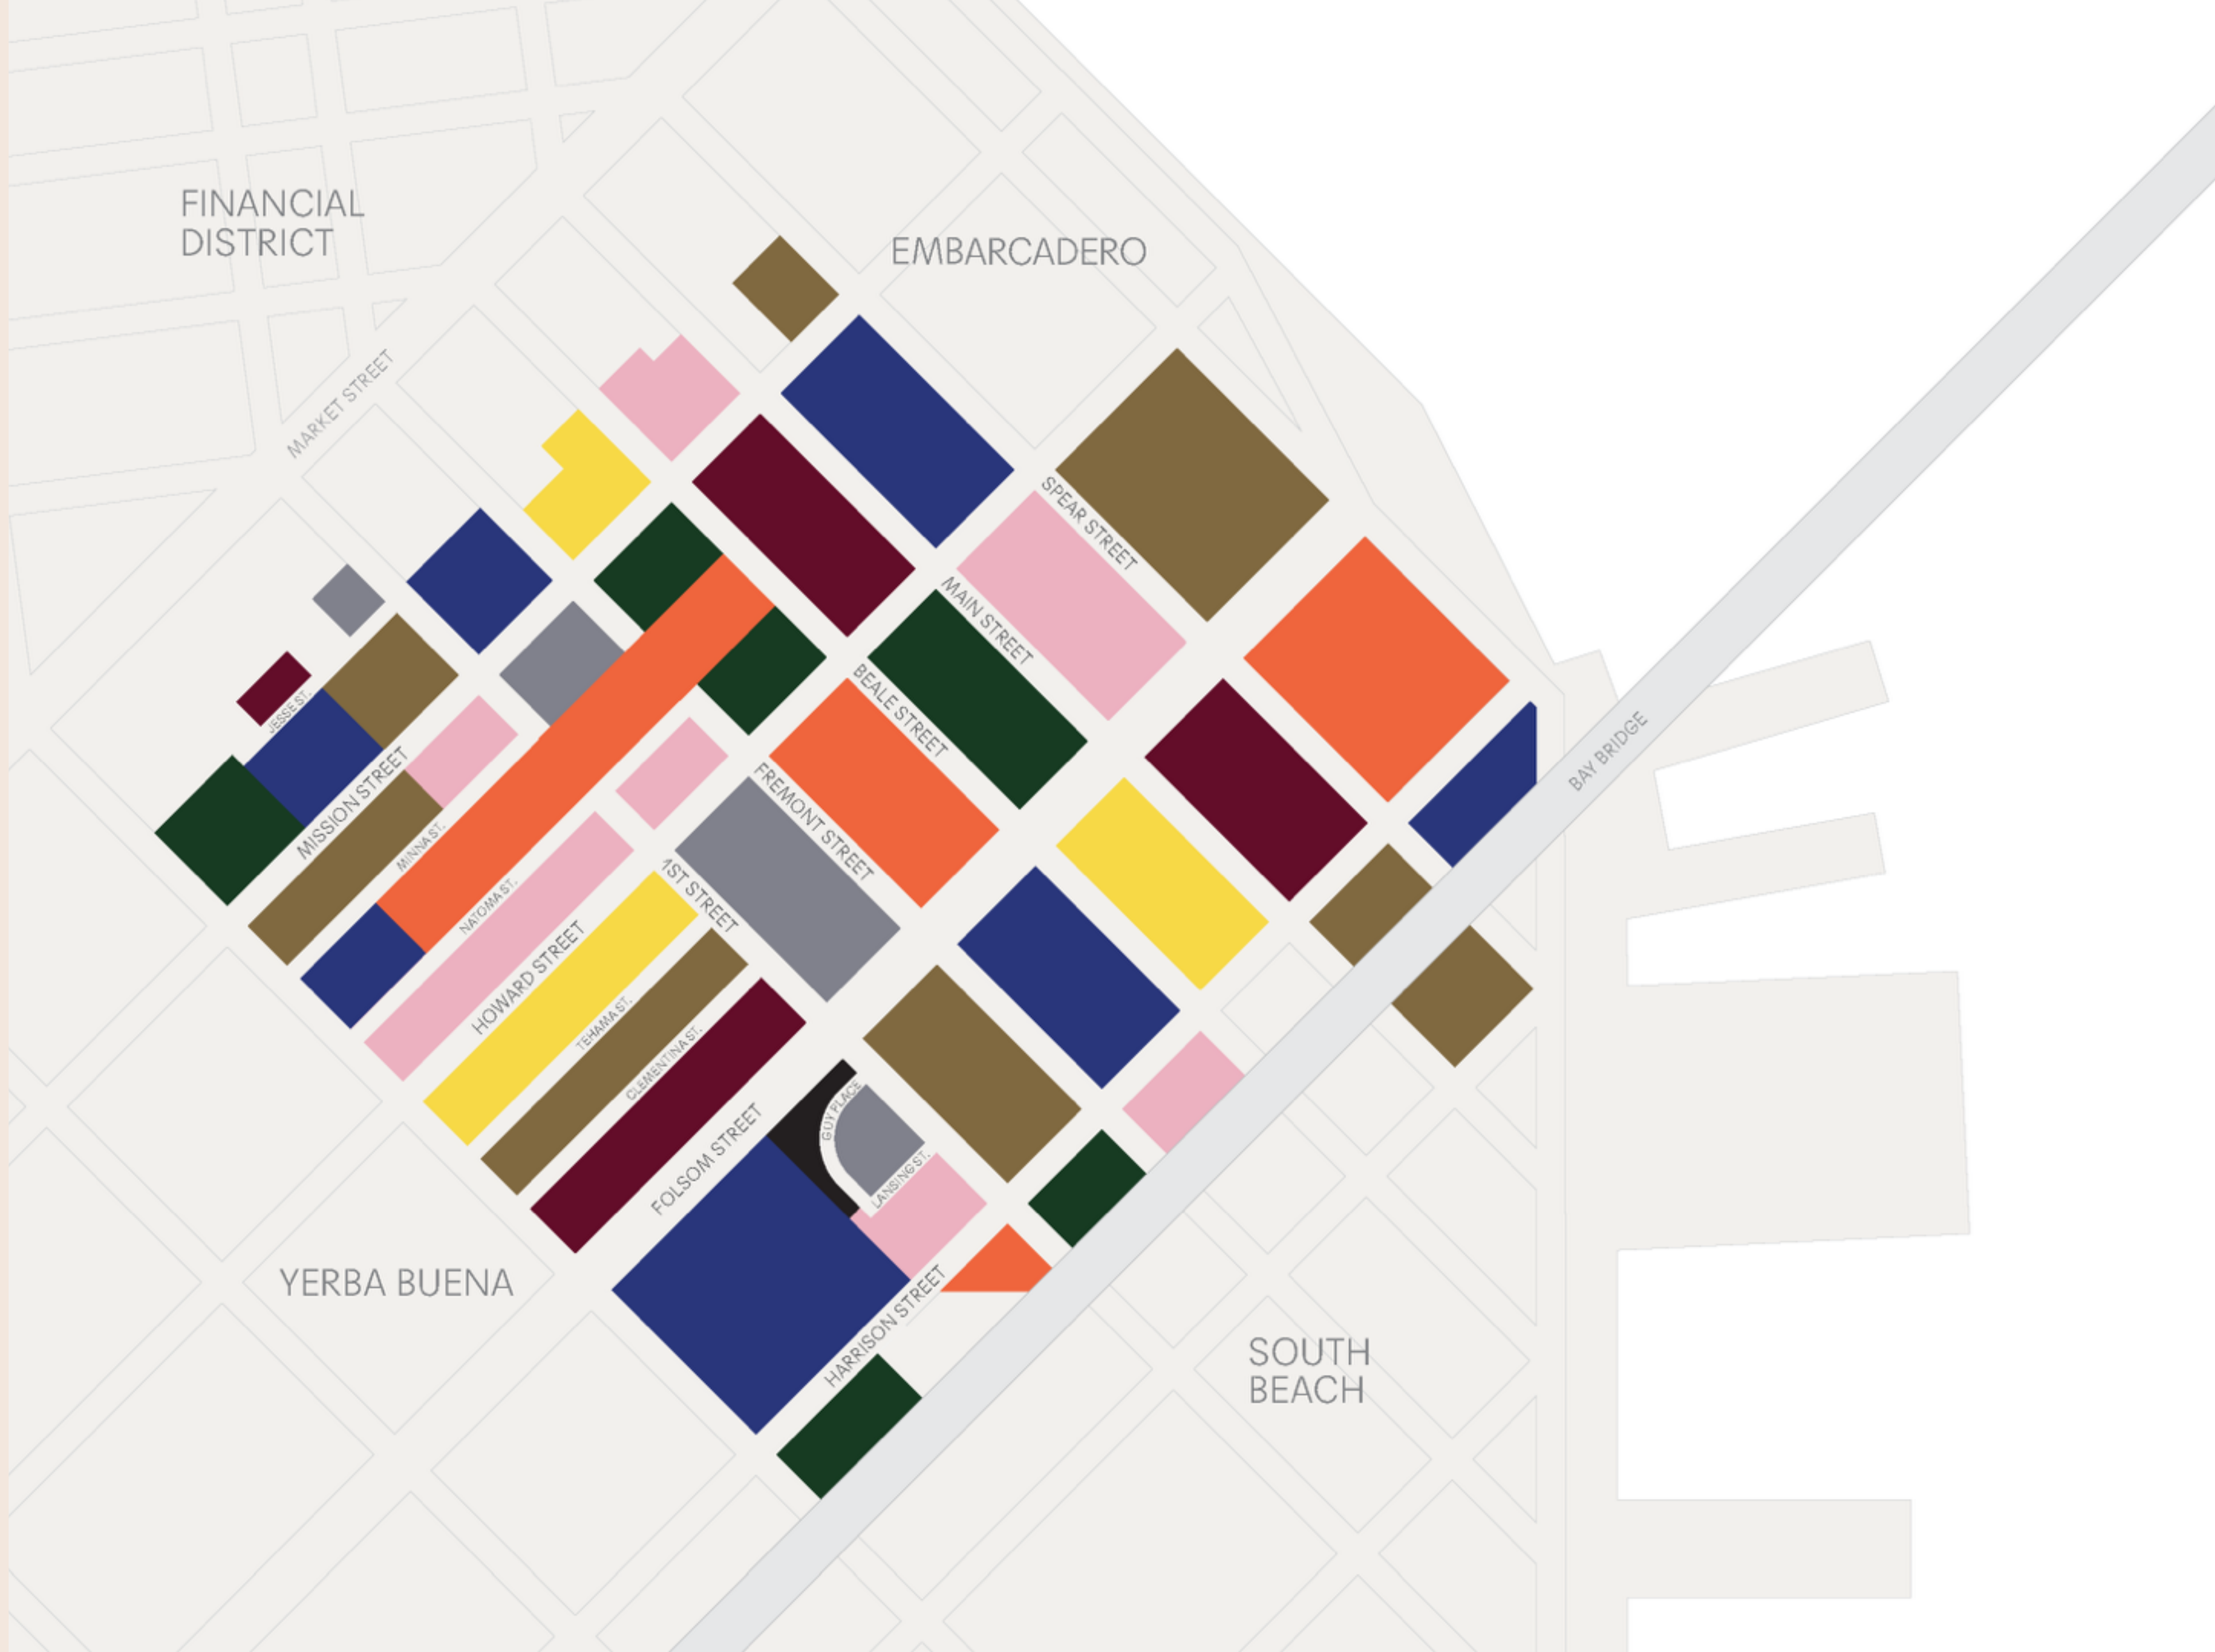 FINANCIAL
DISTRICT
EMBARCADERO
MARKET STREET
SPEAR STREET
MAIN STREET
BEALE STREET
FREMONT STREET
1ST STREET
JESSE ST.
MISSION STREET
MINNA ST.
NATOMA ST.
HOWARD STREET
TEHAMA ST.
CLEMENTINA ST.
FOLSOM STREET
GUY PLACE
LANSING ST.
HARRISON STREET
BAY BRIDGE
YERBA BUENA
SOUTH
BEACH